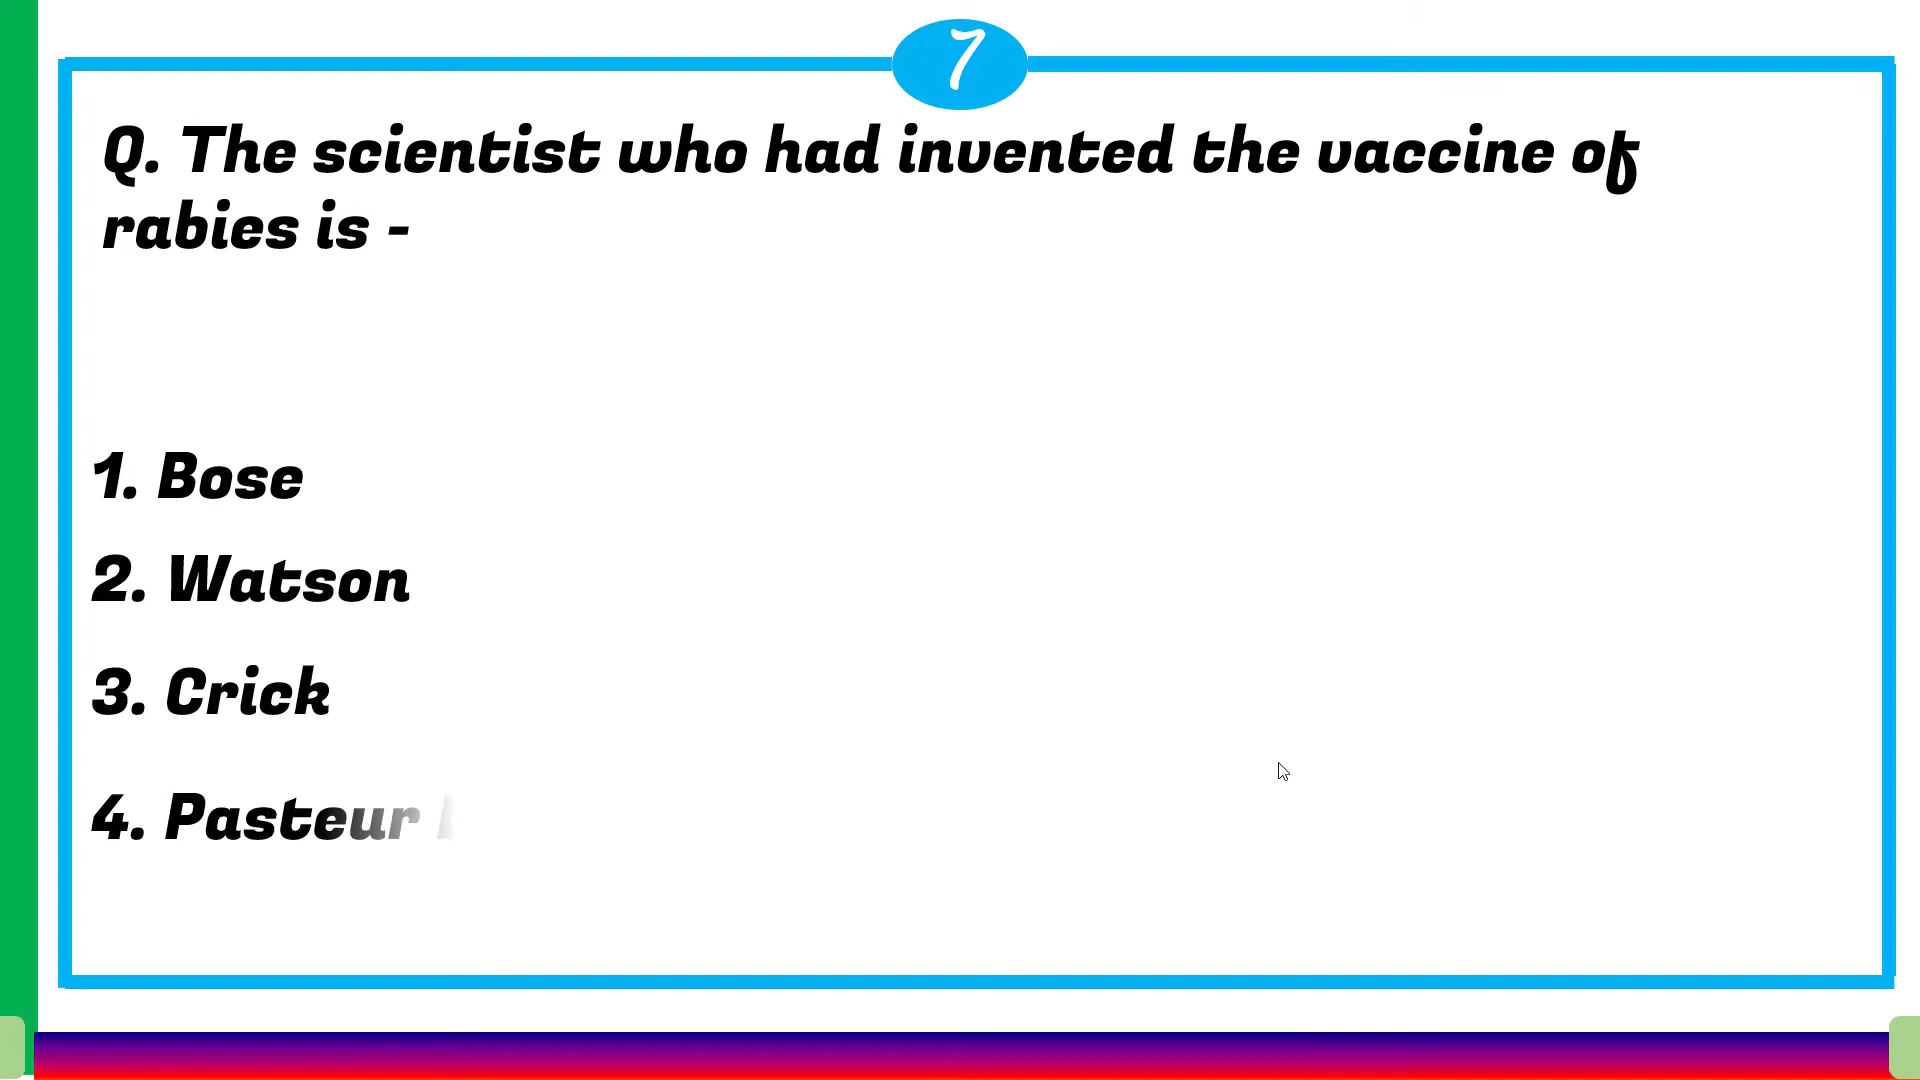 7
Q. The scientist who had invented the vaccine of
rabies is -
1. Bose
2. Watson
3. Crick
4. Pasteur